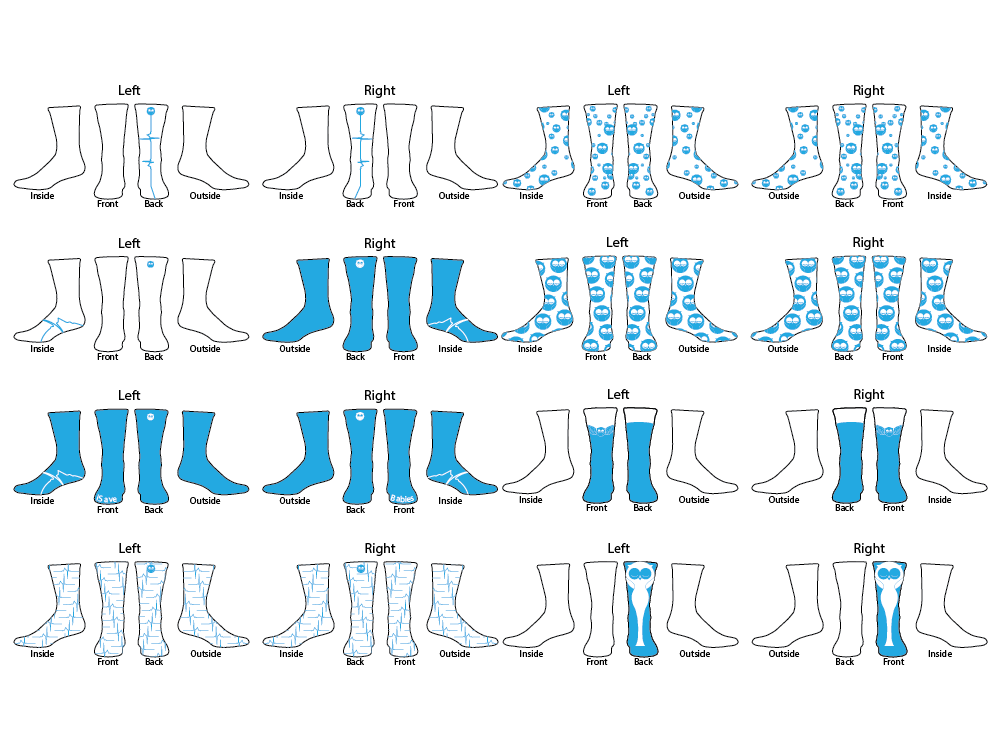 Left Right Left Right
Inside Front Back Outside Back Front Outside Inside Front Back Outside Outside Back Front Inside
Left Right Left Right
Inside Front Back Outside Outside Back Front Inside Inside Front Back Outside Outside Back Front Inside
Left Right Left Right
Save Babies
Inside Front Back Outside Outside Back Front Inside Front Back Outside Outside Back Front Inside
Left Right Left Right
Inside Front Back Outside Inside Back Front Outside Inside Front Back Outside Outside Back Front Inside